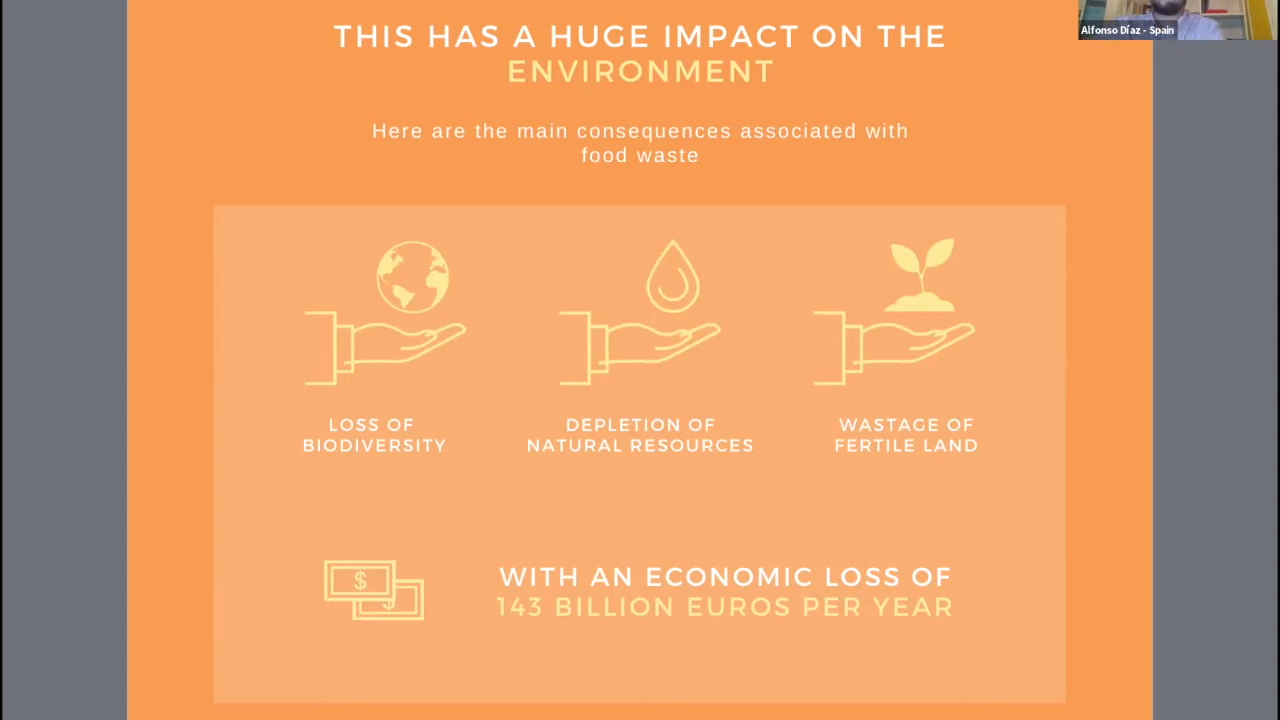 THIS HAS A HUGE IMPACT ON THE
ENVIRONMENT
Alfonso Díaz - Spain
Here are the main consequences associated with
food waste
LOSS OF
BIODIVERSITY
DEPLETION OF
NATURAL RESOURCES
WASTAGE OF
FERTILE LAND
$
$
WITH AN ECONOMIC LOSS OF
143 BILLION EUROS PER YEAR